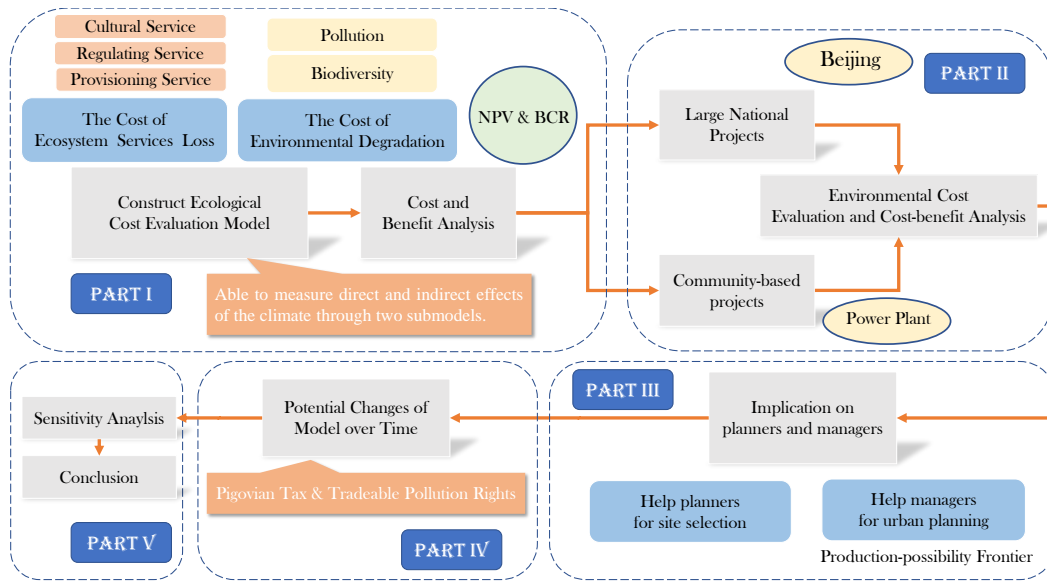 Cultural Service
Regulating Service
Provisioning Service
Pollution
Biodiversity
The Cost of
Ecosystem Services Loss
The Cost of
Environmental Degradation
NPV & BCR
Construct Ecological
Cost Evaluation Model
Cost and
Benefit Analysis
PART I
Able to measure direct and indirect effects
of the climate through two submodels.
Beijing
PART II
Large National
Projects
Environmental Cost
Evaluation and Cost-benefit Analysis
Community-based
projects
Power Plant
PART III
Implication on
planners and managers
Help planners
for site selection
Help managers
for urban planning
Production-possibility Frontier
Potential Changes of
Model over Time
Pigovian Tax & Tradeable Pollution Rights
PART IV
Sensitivity Anaylsis
Conclusion
PART V